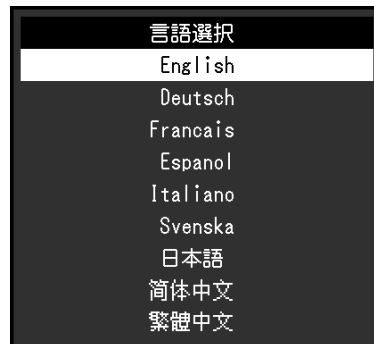 言語選択
English
Deutsch
Francais
Espanol
Italiano
Svenska
日本語
简体中文
繁體中文